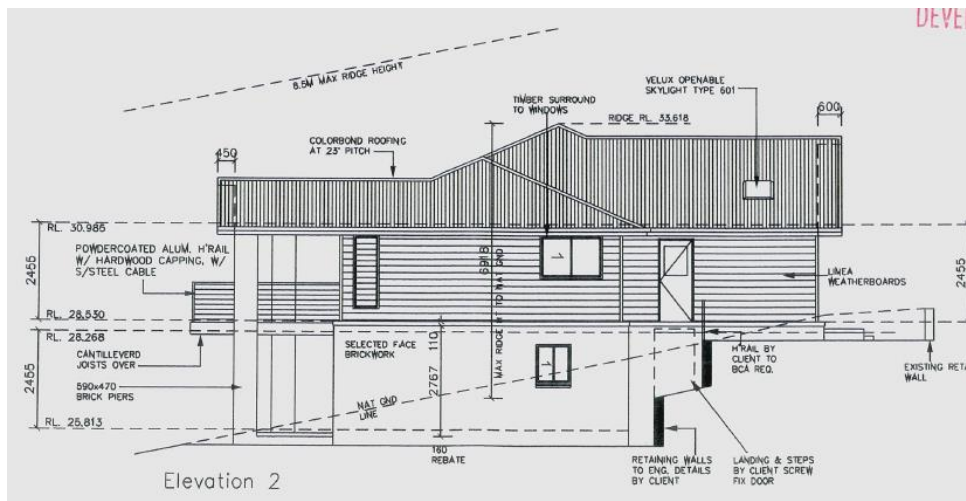 DEVE
8.5M MAX RIDGE HEIGHT
VELUX OPENABLE
SKYLIGHT TYPE 601
TIMBER SURROUND
TO WINDOWS
600
RIDGE RL. 33.618
COLORBOND ROOFING
AT 23° PITCH
450
RL. 30.985
POWDERCOATED ALUM. H'RAIL
W/ HARDWOOD CAPPING, W/
S/STEEL CABLE
2455
6918
MAX RIDGE HT TO NAT GND
1
LINEA
WEATHERBOARDS
2455
RL. 28.530
RL. 28.268
CANTILLEVERD
JOISTS OVER
SELECTED FACE
BRICKWORK
110
2767
1
H'RAIL BY
CLIENT TO
BCA REQ.
EXISTING RETA
WALL
2455
590x470
BRICK PIERS
NAT GND
LINE
RL. 25.813
160
REBATE
RETAINING WALLS
TO ENG. DETAILS
BY CLIENT
LANDING & STEPS
BY CLIENT SCREW
FIX DOOR
Elevation 2